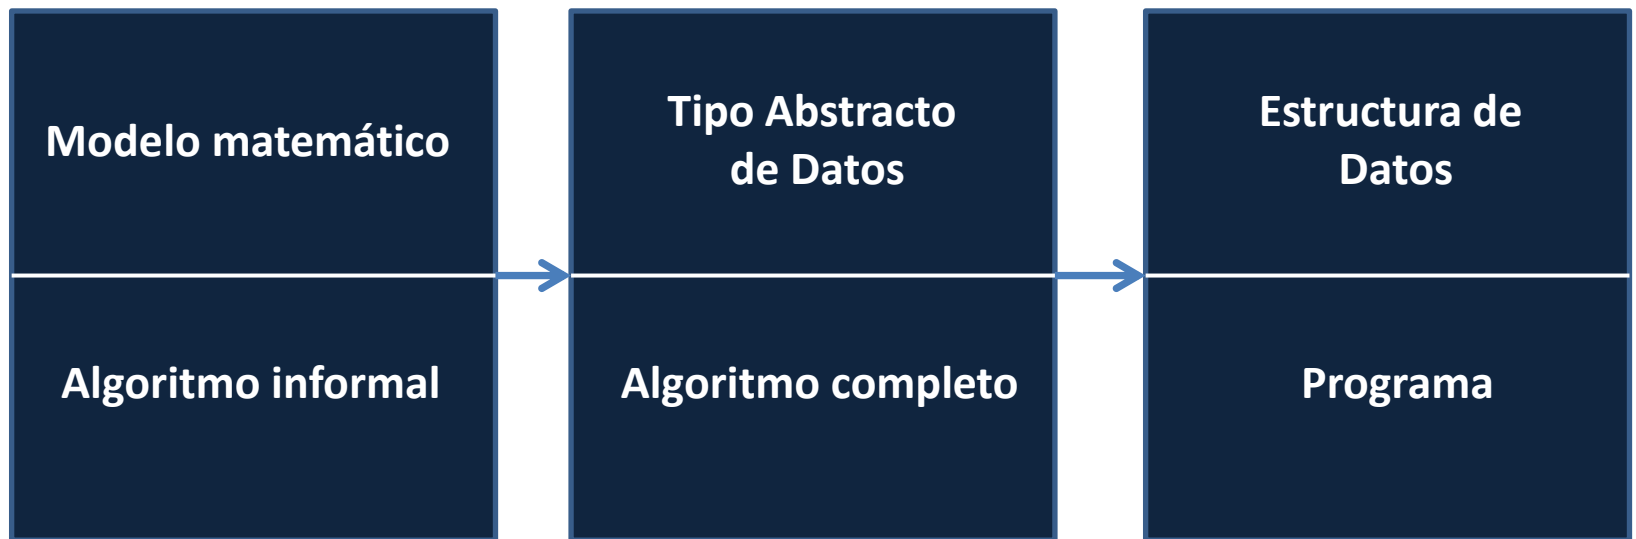 Modelo matemático
Algoritmo informal
Tipo Abstracto
de Datos
Algoritmo completo
Estructura de
Datos
Programa